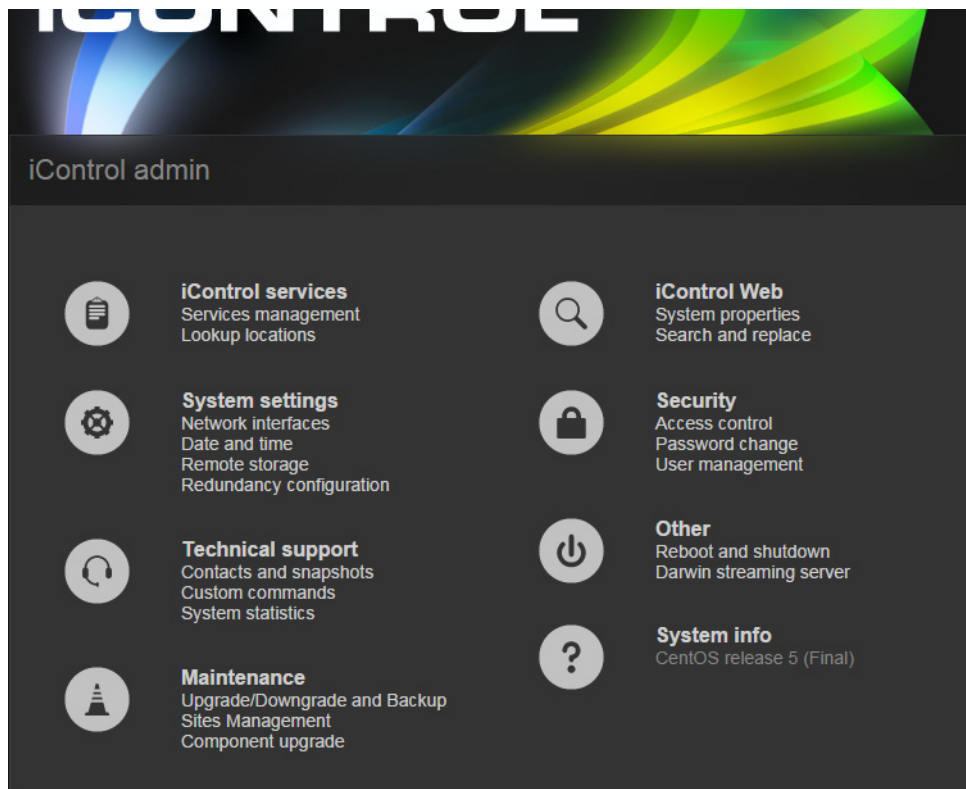 iCONTROL
iControl admin
iControl services
Services management
Lookup locations
System settings
Network interfaces
Date and time
Remote storage
Redundancy configuration
Technical support
Contacts and snapshots
Custom commands
System statistics
Maintenance
Upgrade/Downgrade and Backup
Sites Management
Component upgrade
iControl Web
System properties
Search and replace
Security
Access control
Password change
User management
Other
Reboot and shutdown
Darwin streaming server
System info
CentOS release 5 (Final)